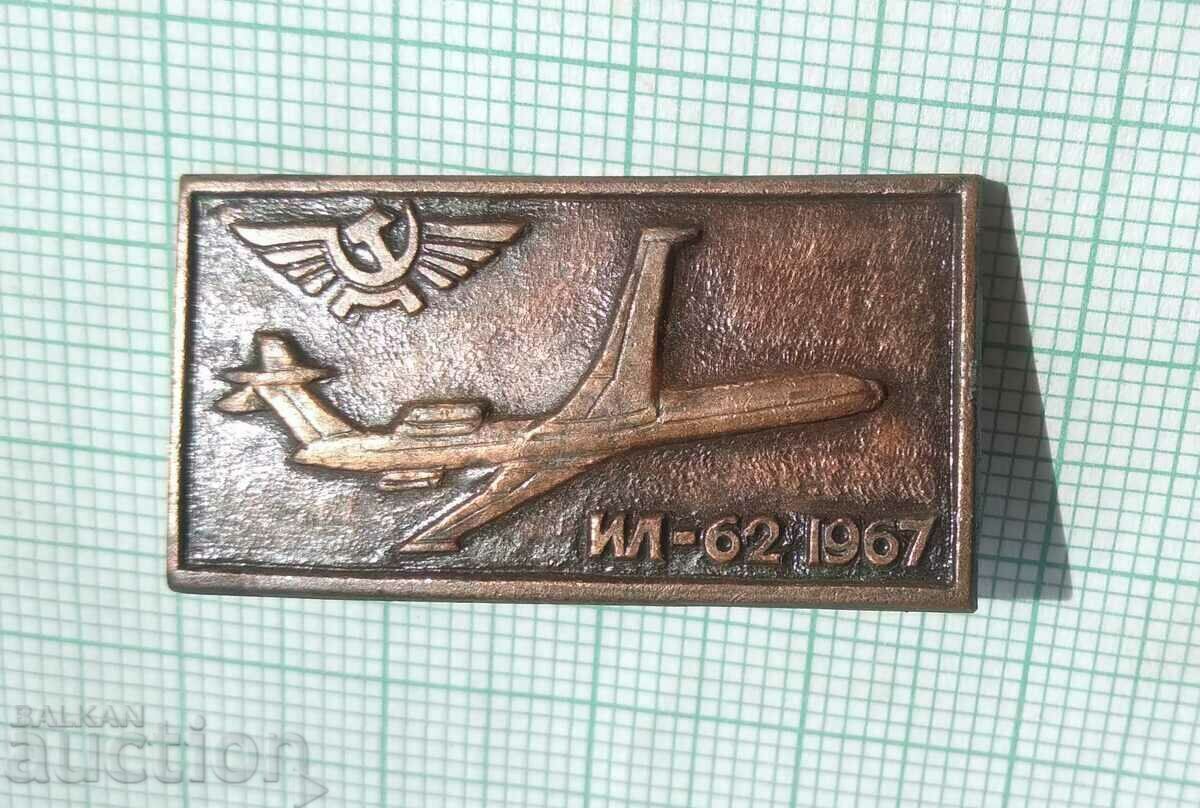 ИЛ-62 1967
BALKAN
auction